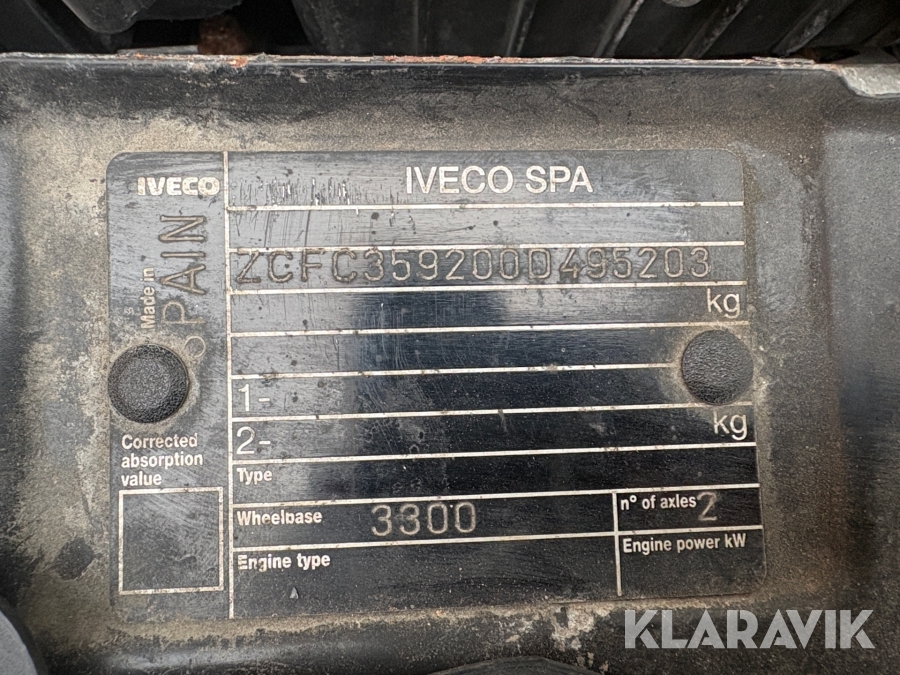 IVECO
IVECO SPA
Made in
SPAIN
ZCFC359200D495203
kg
1-
2-
kg
Corrected
absorption
value
Type
Wheelbase 3300
n° of axles 2
Engine type
Engine power kW
KLARAVIK